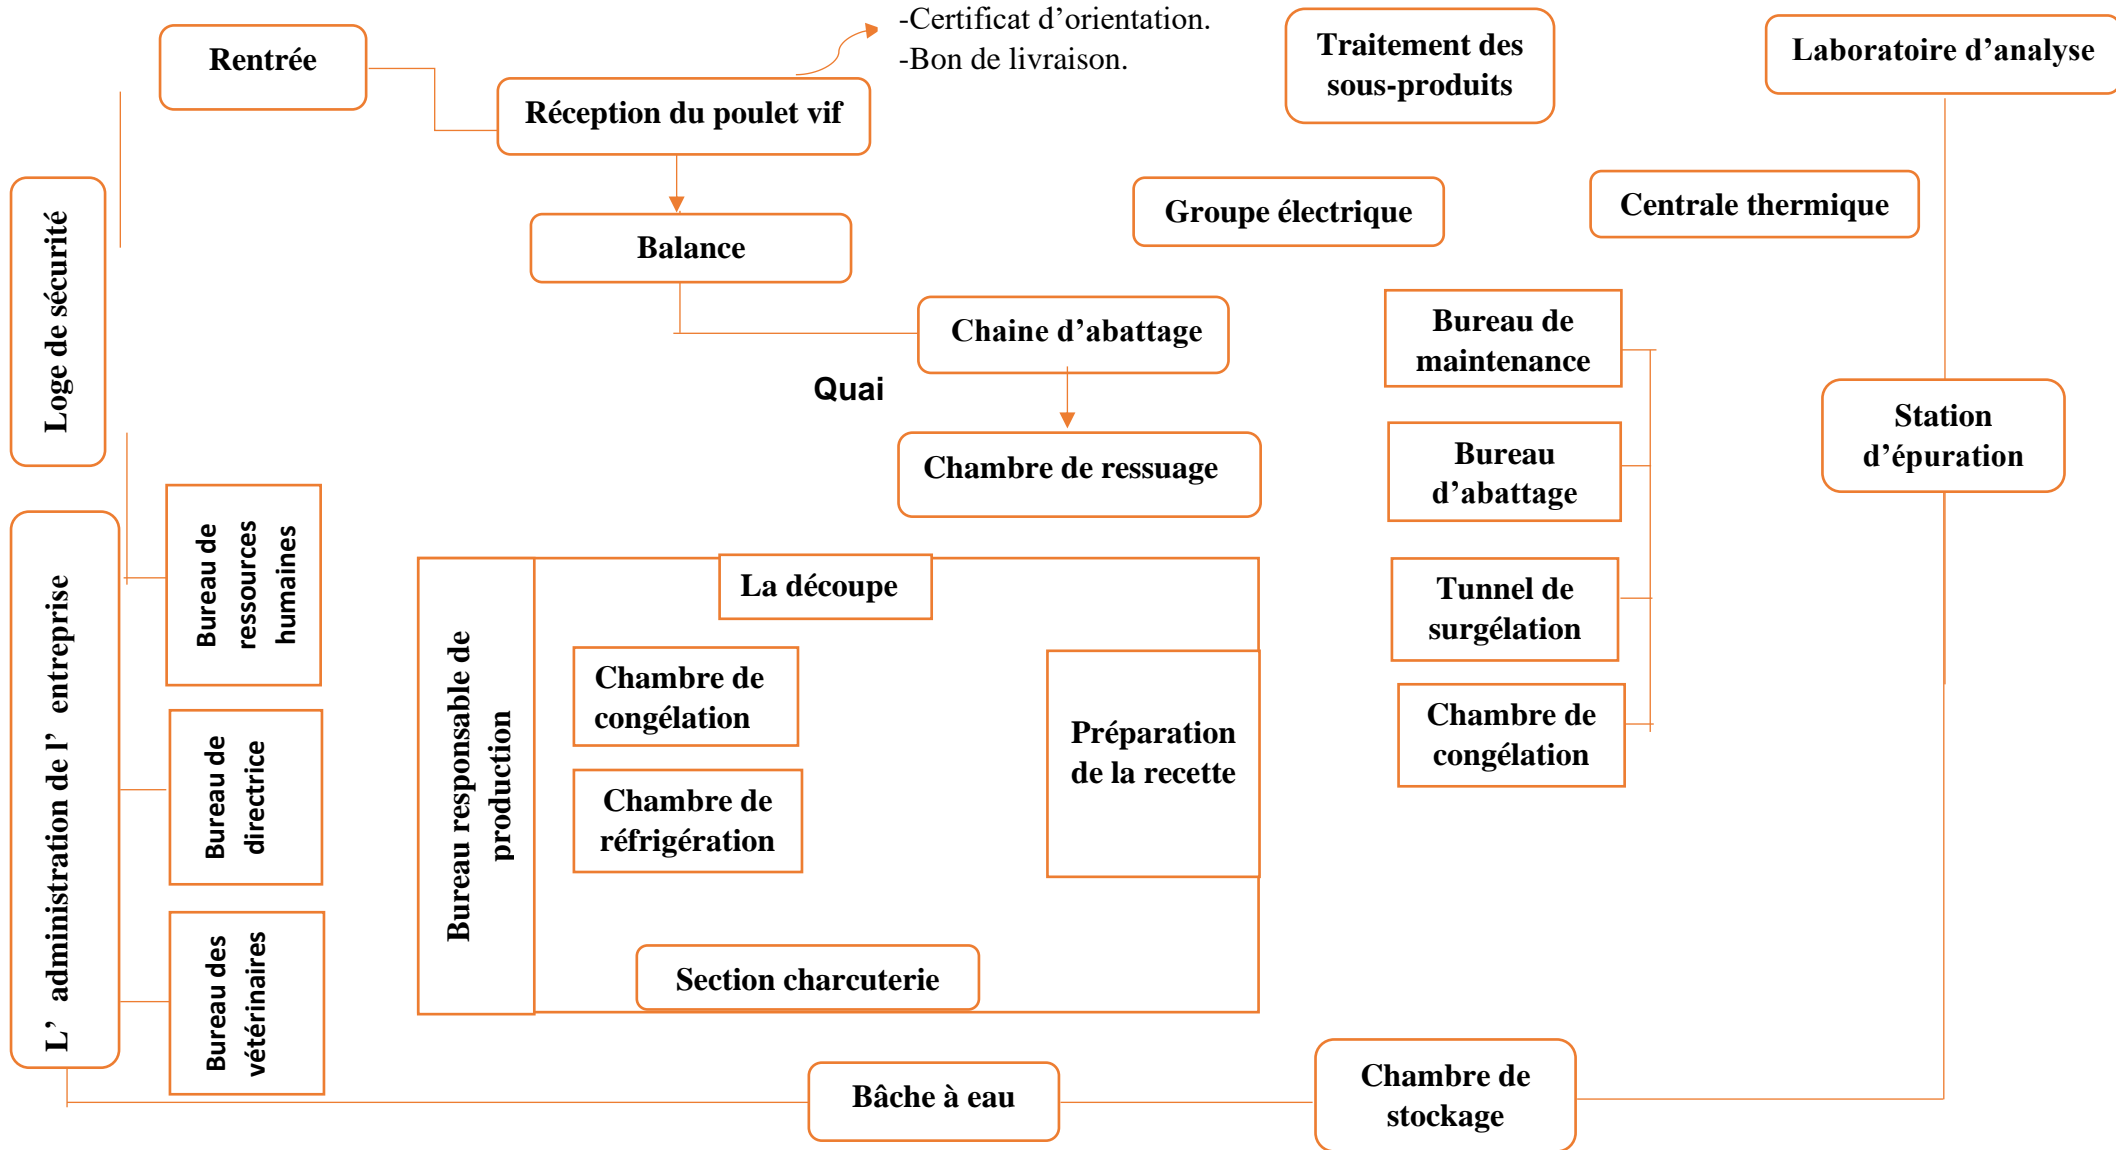 -Certificat d’orientation.
-Bon de livraison.
Rentrée
Réception du poulet vif
Traitement des
sous-produits
Laboratoire d’analyse
Loge de sécurité
Balance
Groupe électrique
Centrale thermique
Chaine d’abattage
Quai
Chambre de ressuage
Bureau de
maintenance
Bureau
d’abattage
Tunnel de
surgélation
Chambre de
congélation
Station
d’épuration
L’ administration de l’ entreprise
Bureau de
ressources
humaines
Bureau de
directrice
Bureau des
vétérinaires
Bureau responsable de
production
La découpe
Chambre de
congélation
Chambre de
réfrigération
Préparation
de la recette
Section charcuterie
Bâche à eau
Chambre de
stockage